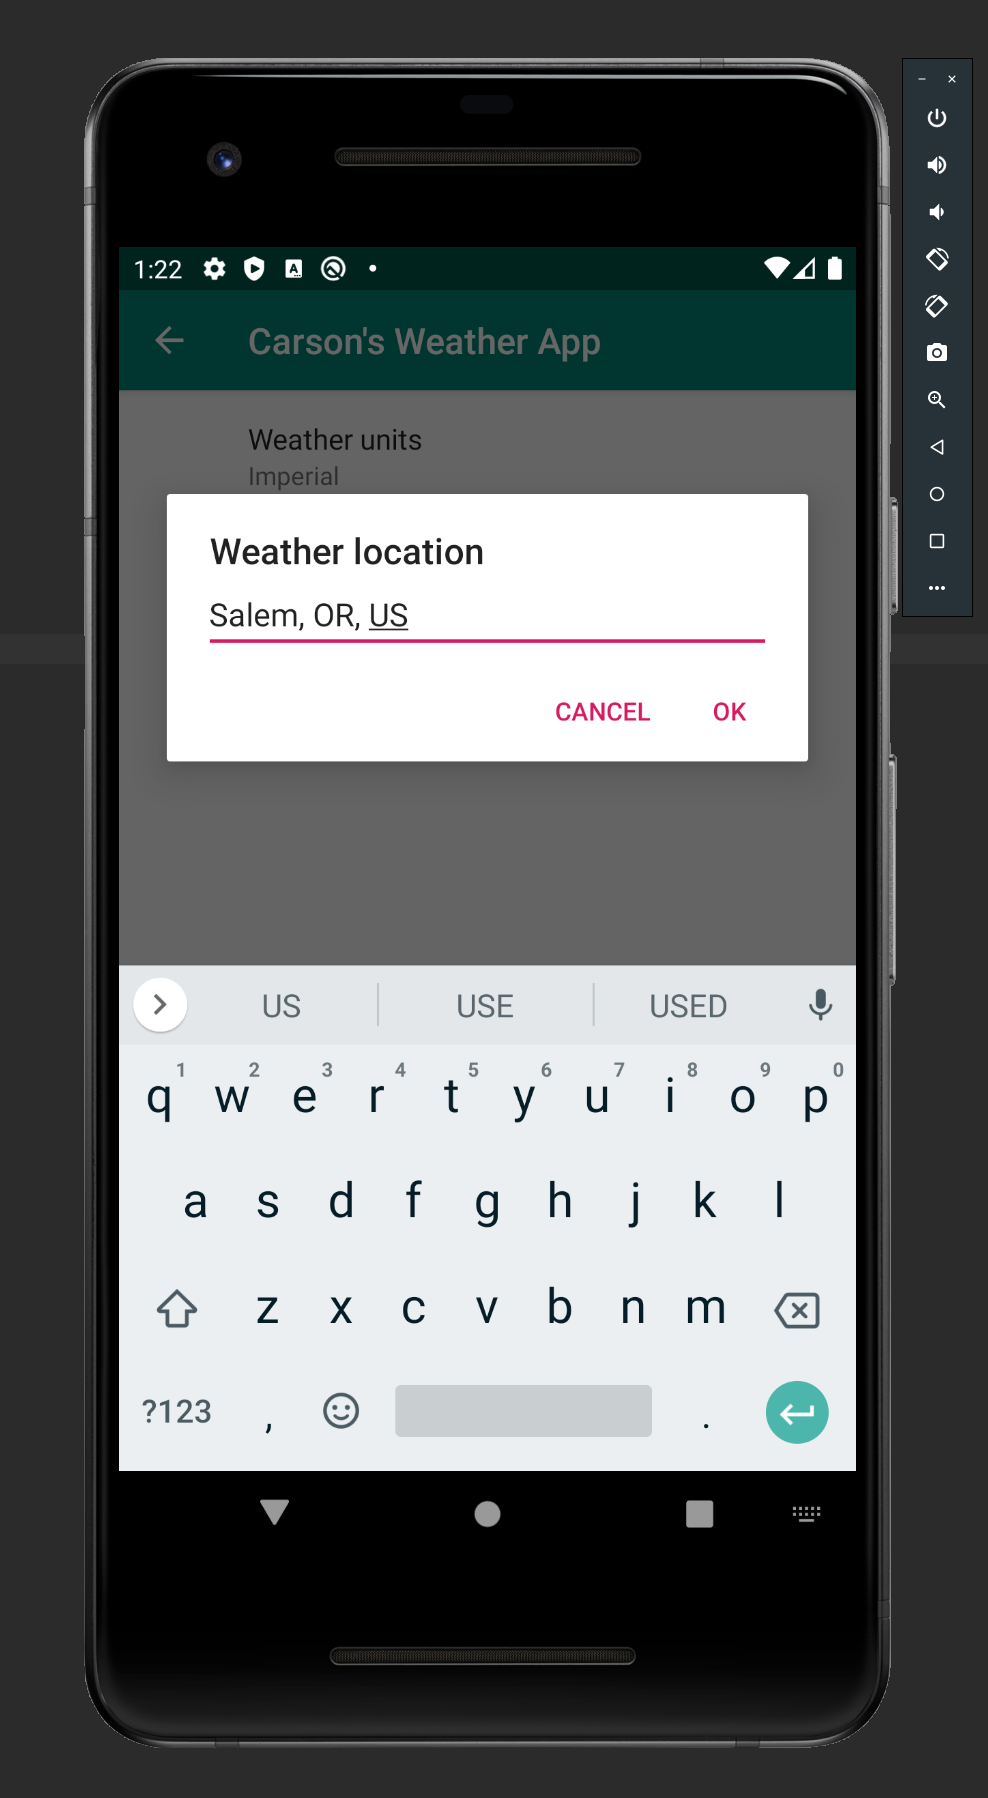 1:22
Carson's Weather App
Weather units
Imperial
Weather location
Salem, OR, US
CANCEL OK
US USE USED
1 2 3 4 5 6 7 8 9 0
q w e r t y u i o p
a s d f g h j k l
z x c v b n m
?123 , .